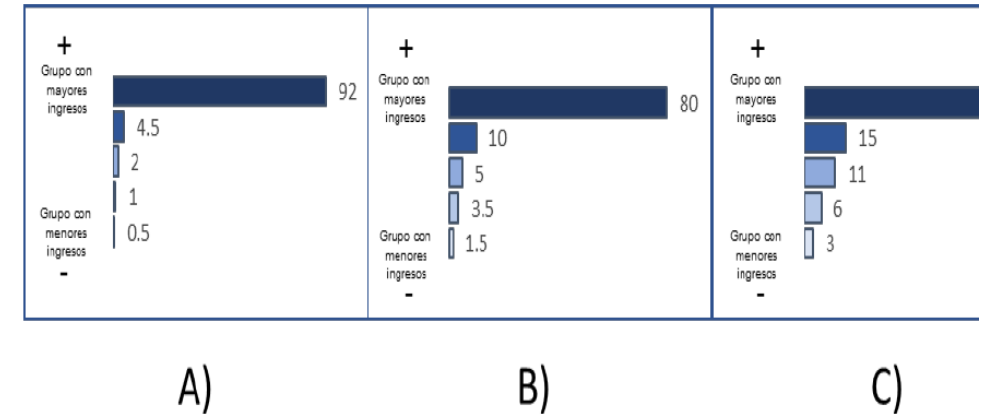 +
Grupo con
mayores
ingresos
92
4.5
2
1
0.5
Grupo con
menores
ingresos
-
+
Grupo con
mayores
ingresos
80
10
5
3.5
1.5
Grupo con
menores
ingresos
-
+
Grupo con
mayores
ingresos
15
11
6
3
Grupo con
menores
ingresos
-
A)
B)
C)